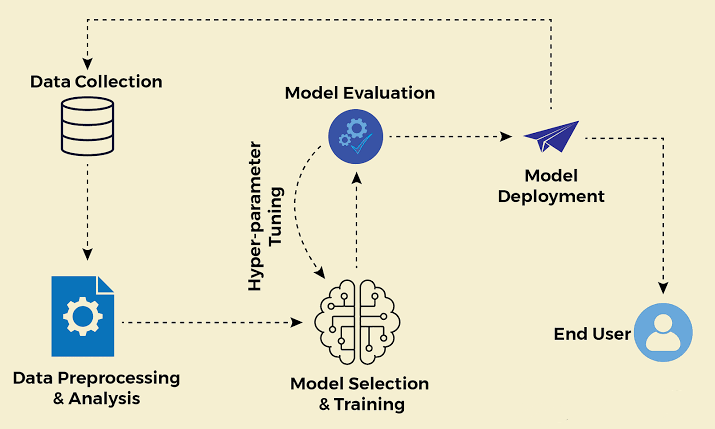 Data Collection
Model Evaluation
Hyper-parameter
Tuning
Model
Deployment
End User
Data Preprocessing
& Analysis
Model Selection
& Training